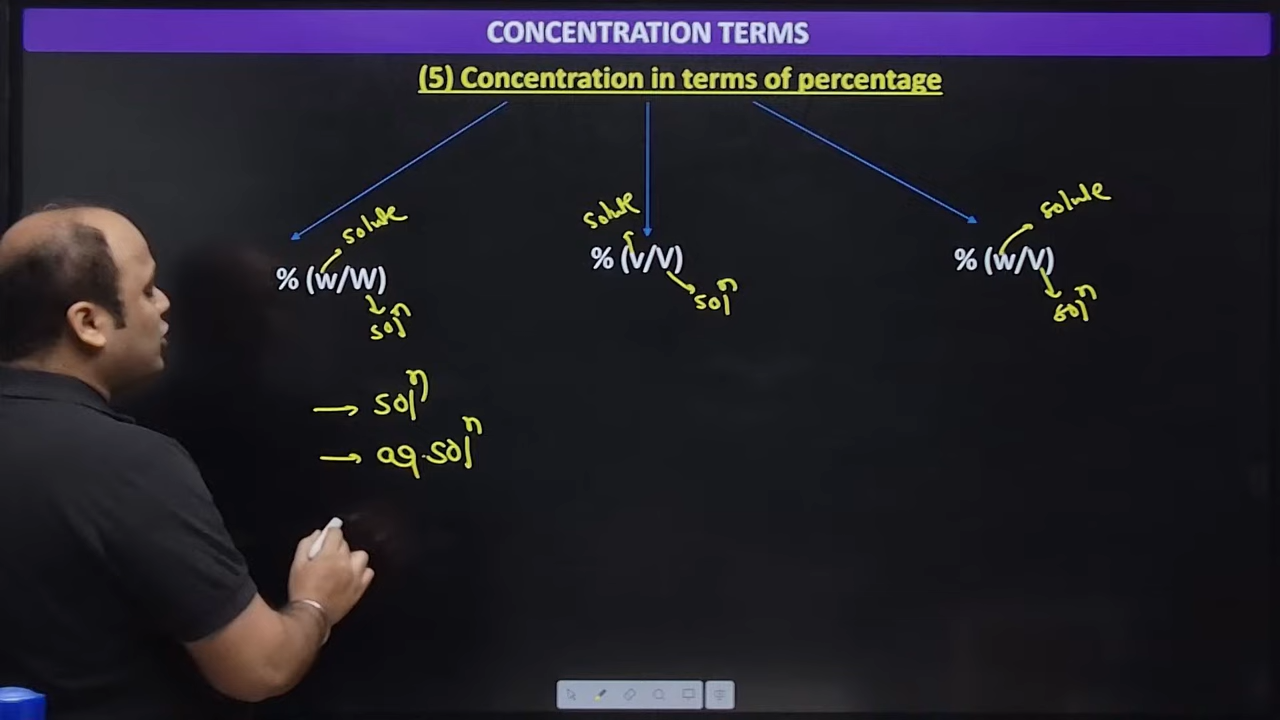 CONCENTRATION TERMS
(5) Concentration in terms of percentage
solute
% (w/W)
solⁿ
solute
% (v/V)
solⁿ
solute
% (w/V)
solⁿ
→ solⁿ
→ aq.solⁿ